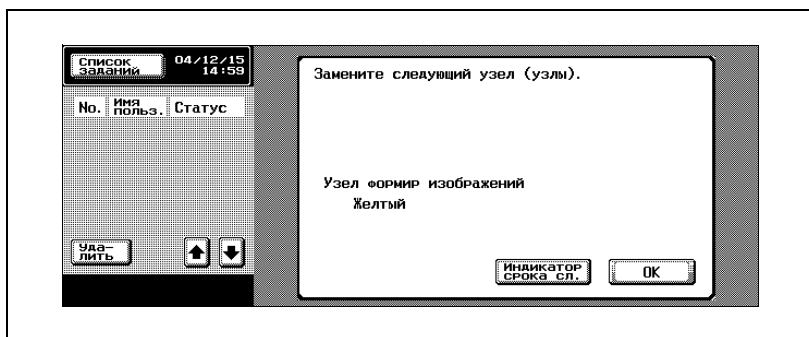 Список
заданий
04/12/15
14:59
No. Имя польз. Статус
Уда-
лить
Замените следующий узел (узлы).
Узел формир изображений
Желтый
Индикатор
срока сл.
OK